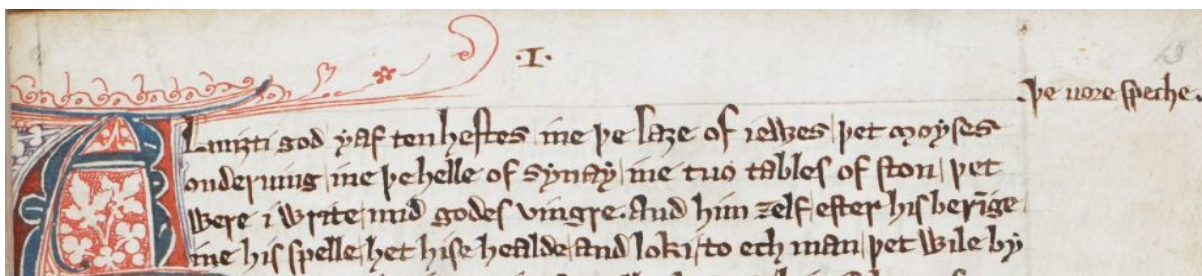 ·I·
þe uore speche.
Almiȝti god yaf ten hestes ine þe laȝe of iewes þet moyses
onderuing ine þe helle of synay ine tuo tables of ston þet
were i write mid godes vingre. And him zelf efter his beriȝe
ine his spelle het hise healde and loki to ech man þet wile by